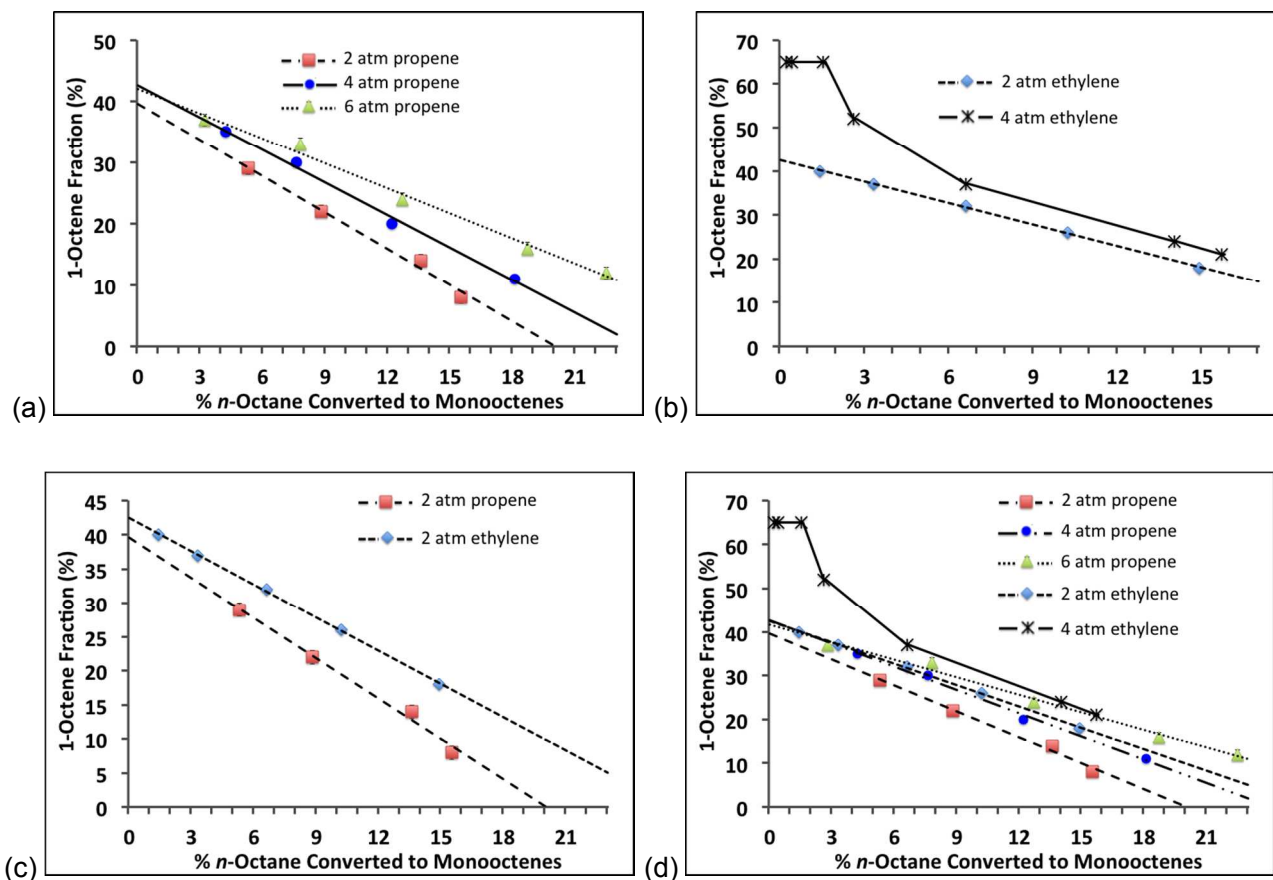 50
40
30
20
10
0
1-Octene Fraction (%)
2 atm propene
4 atm propene
6 atm propene
0 3 6 9 12 15 18 21
% n-Octane Converted to Monooctenes
(a)
70
60
50
40
30
20
10
0
1-Octene Fraction (%)
2 atm ethylene
4 atm ethylene
0 3 6 9 12 15
% n-Octane Converted to Monooctenes
(b)
45
40
35
30
25
20
15
10
5
0
1-Octene Fraction (%)
2 atm propene
2 atm ethylene
0 3 6 9 12 15 18 21
% n-Octane Converted to Monooctenes
(c)
70
60
50
40
30
20
10
0
1-Octene Fraction (%)
2 atm propene
4 atm propene
6 atm propene
2 atm ethylene
4 atm ethylene
0 3 6 9 12 15 18 21
% n-Octane Converted to Monooctenes
(d)